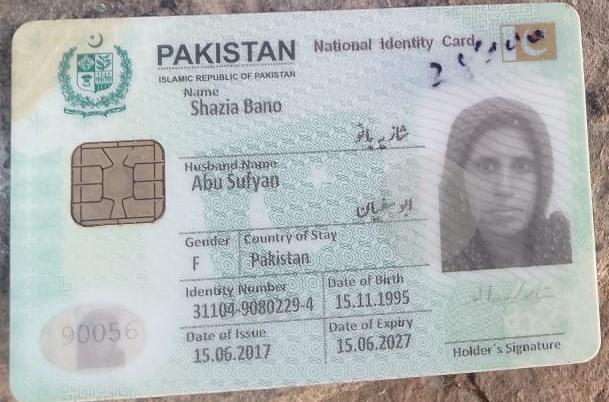 PAKISTAN National Identity Card
ISLAMIC REPUBLIC OF PAKISTAN
Name
Shazia Bano
شازیہ بانو
Husband Name
Abu Sufyan
ابو سفیان
Gender Country of Stay
F Pakistan
Identity Number Date of Birth
31104-9080229-4 15.11.1995
Date of Issue Date of Expiry
15.06.2017 15.06.2027
90056
Holder's Signature